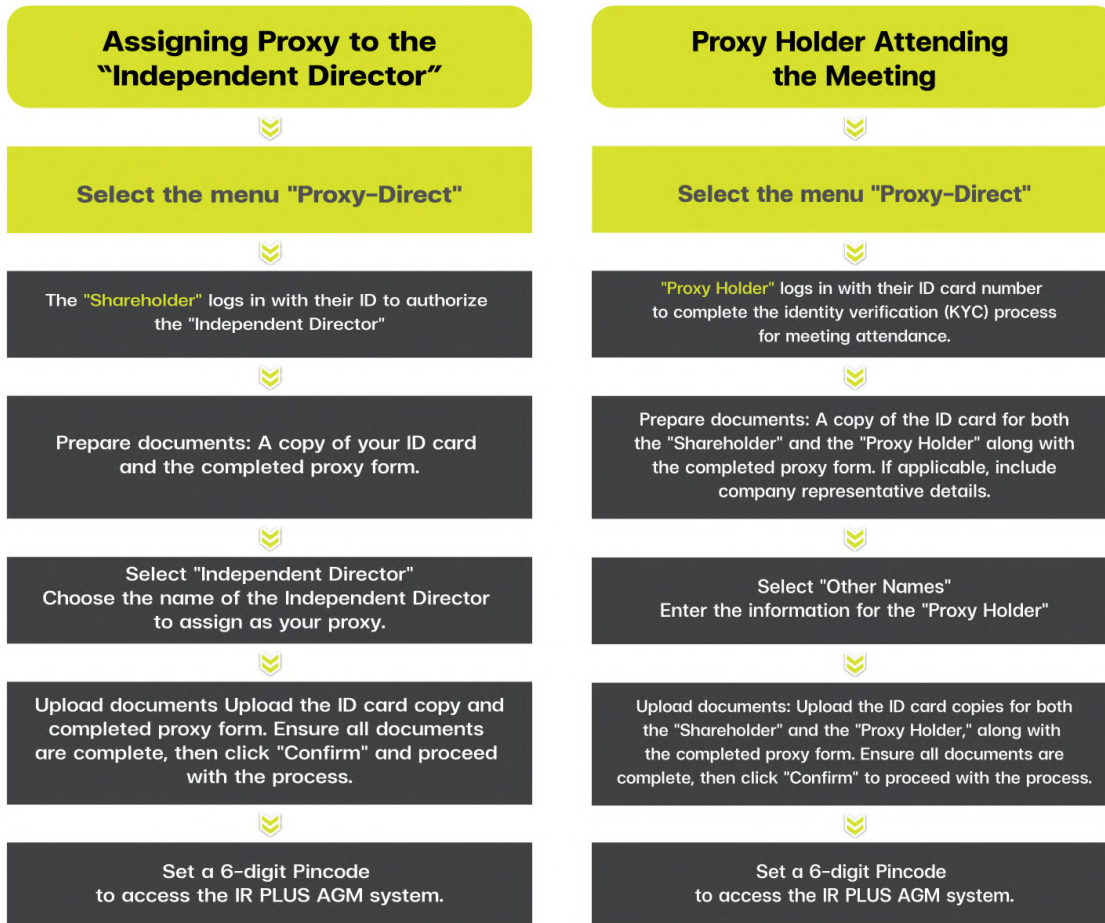 Assigning Proxy to the
“Independent Director”
Select the menu "Proxy-Direct"
The "Shareholder" logs in with their ID to authorize
the "Independent Director"
Prepare documents: A copy of your ID card
and the completed proxy form.
Select "Independent Director"
Choose the name of the Independent Director
to assign as your proxy.
Upload documents Upload the ID card copy and
completed proxy form. Ensure all documents
are complete, then click "Confirm" and proceed
with the process.
Set a 6-digit Pincode
to access the IR PLUS AGM system.
Proxy Holder Attending
the Meeting
Select the menu "Proxy-Direct"
"Proxy Holder" logs in with their ID card number
to complete the identity verification (KYC) process
for meeting attendance.
Prepare documents: A copy of the ID card for both
the "Shareholder" and the "Proxy Holder" along with
the completed proxy form. If applicable, include
company representative details.
Select "Other Names"
Enter the information for the "Proxy Holder"
Upload documents: Upload the ID card copies for both
the "Shareholder" and the "Proxy Holder," along with
the completed proxy form. Ensure all documents are
complete, then click "Confirm" to proceed with the process.
Set a 6-digit Pincode
to access the IR PLUS AGM system.